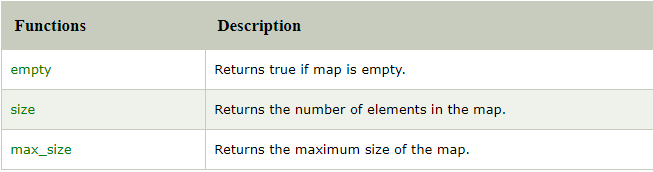 Functions Description
empty Returns true if map is empty.
size Returns the number of elements in the map.
max_size Returns the maximum size of the map.